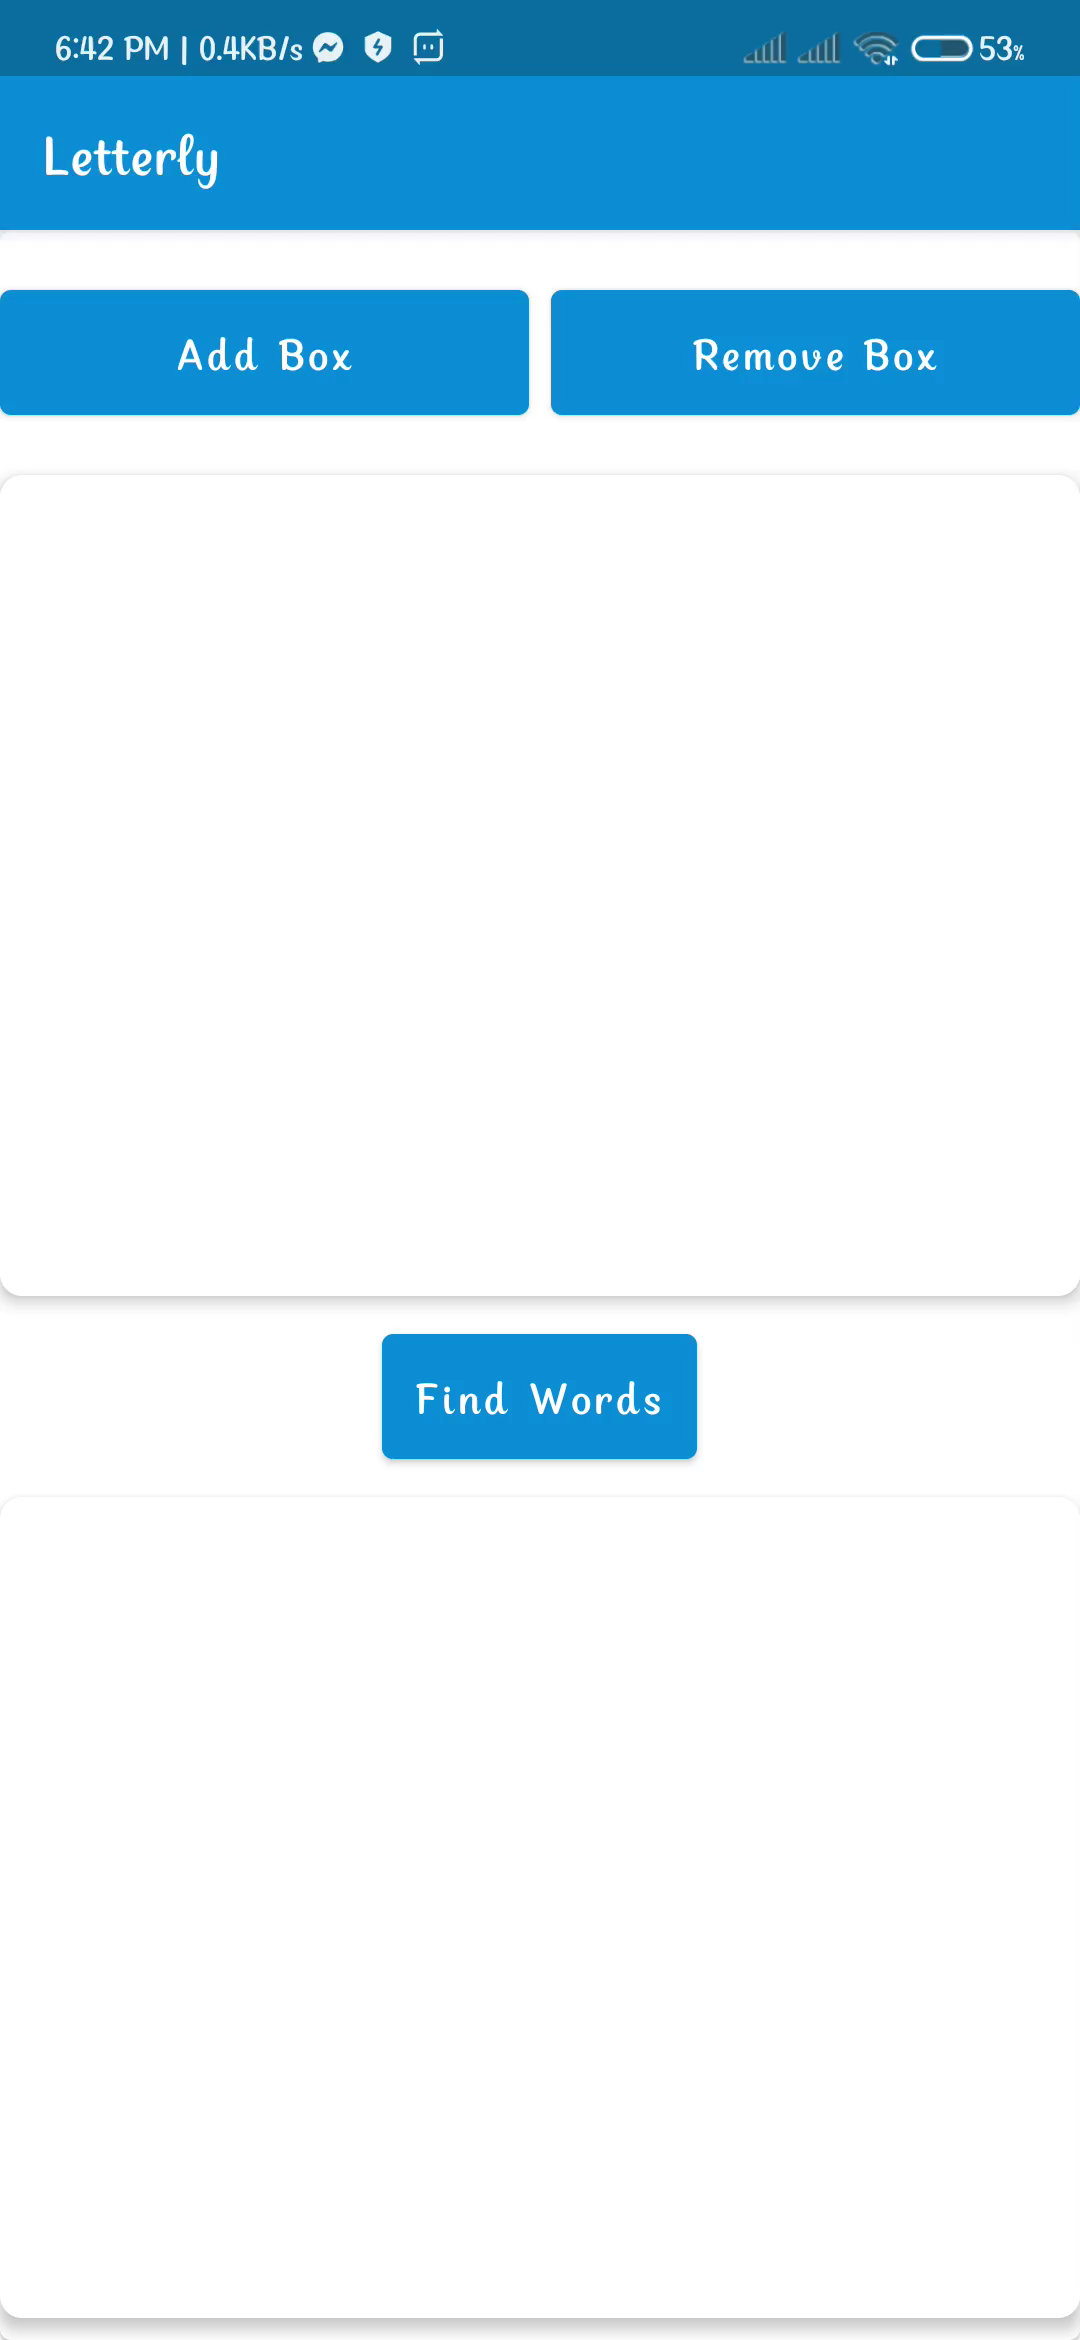 6:42 PM | 0.4KB/s 53%
Letterly
Add Box Remove Box
Find Words